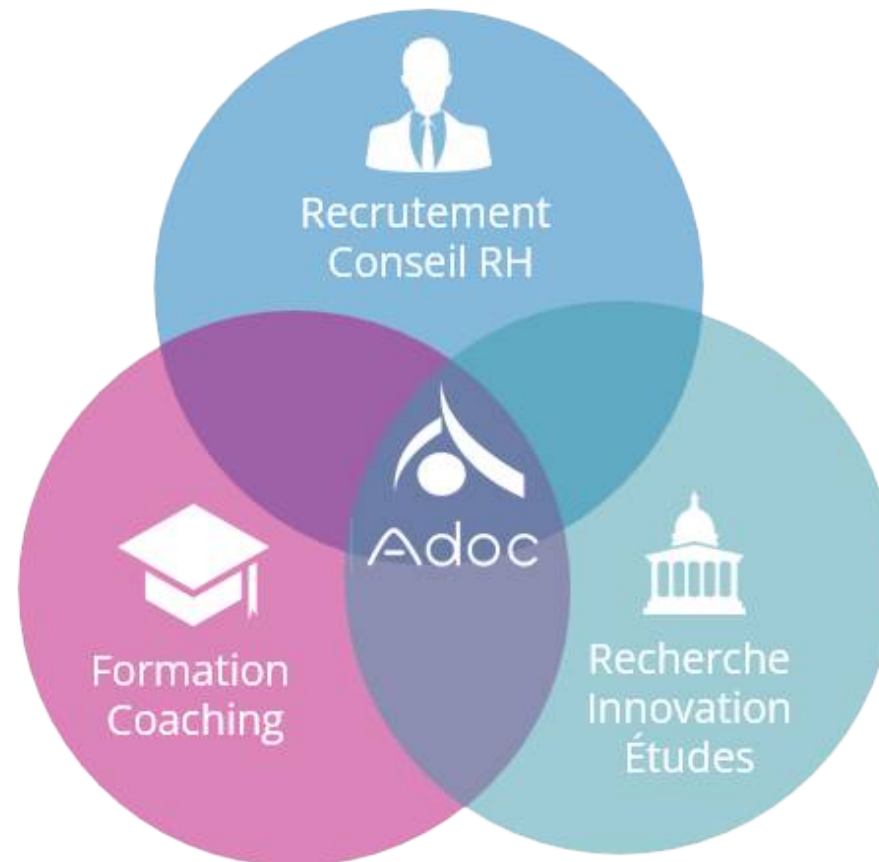 Recrutement
Conseil RH
Adoc
Formation
Coaching
Recherche
Innovation
Études